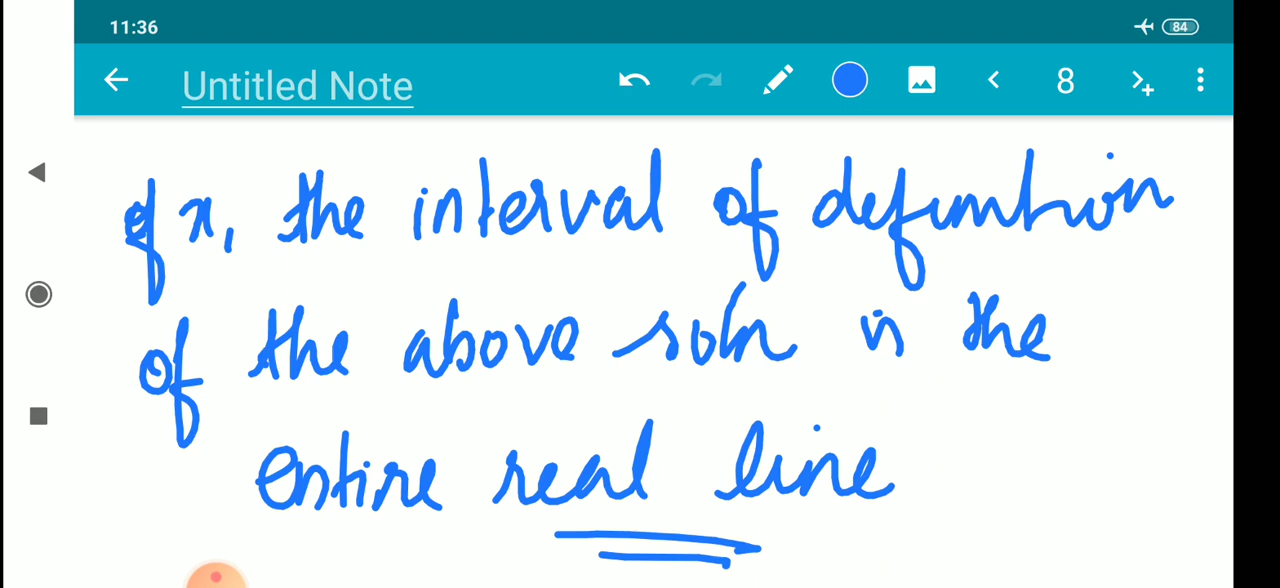 11:36 84
Untitled Note 8
of x, the interval of definition
of the above soln is the
entire real line